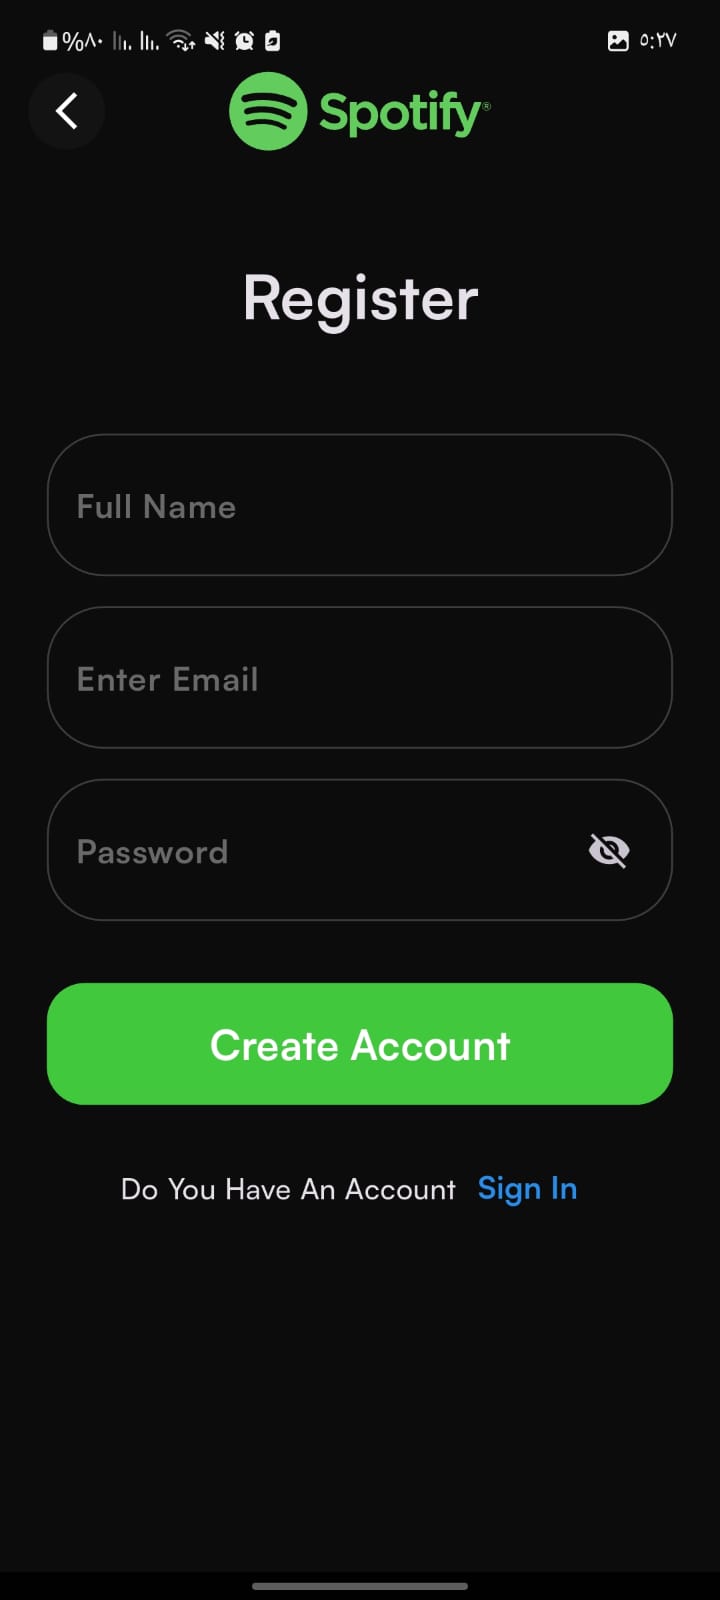 %٨٠ ٥:٢٧
Spotify®
Register
Full Name
Enter Email
Password
Create Account
Do You Have An Account Sign In